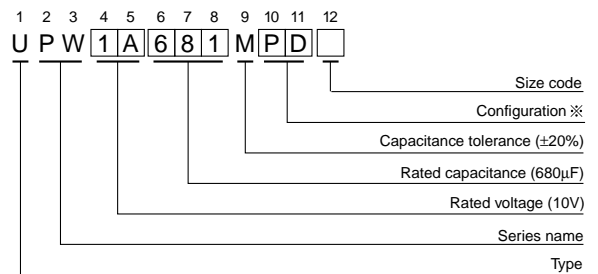 1 2 3 4 5 6 7 8 9 10 11 12
U P W 1 A 6 8 1 M P D
Size code
Configuration ※
Capacitance tolerance (±20%)
Rated capacitance (680μF)
Rated voltage (10V)
Series name
Type